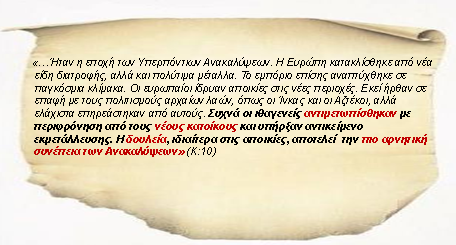 «…Ήταν η εποχή των Υπερπόντιων Ανακαλύψεων. Η Ευρώπη κατακλίσθηκε από νέα
είδη διατροφής, αλλά και πολύτιμα μέταλλα. Το εμπόριο επίσης αναπτύχθηκε σε
παγκόσμια κλίμακα. Οι ευρωπαίοι ίδρυαν αποικίες στις νέες περιοχές. Εκεί ήρθαν σε
επαφή με τους πολιτισμούς αρχαίων λαών, όπως οι Ίνκας και οι Αζτέκοι, αλλά
ελάχιστα επηρεάστηκαν από αυτούς. Συχνά οι ιθαγενείς αντιμετωπίσθηκαν με
περιφρόνηση από τους νέους κατοίκους και υπήρξαν αντικείμενο
εκμετάλλευσης. Η δουλεία, ιδιαίτερα στις αποικίες, αποτελεί την πιο αρνητική
συνέπεια των Ανακαλύψεων» (Κ:10)